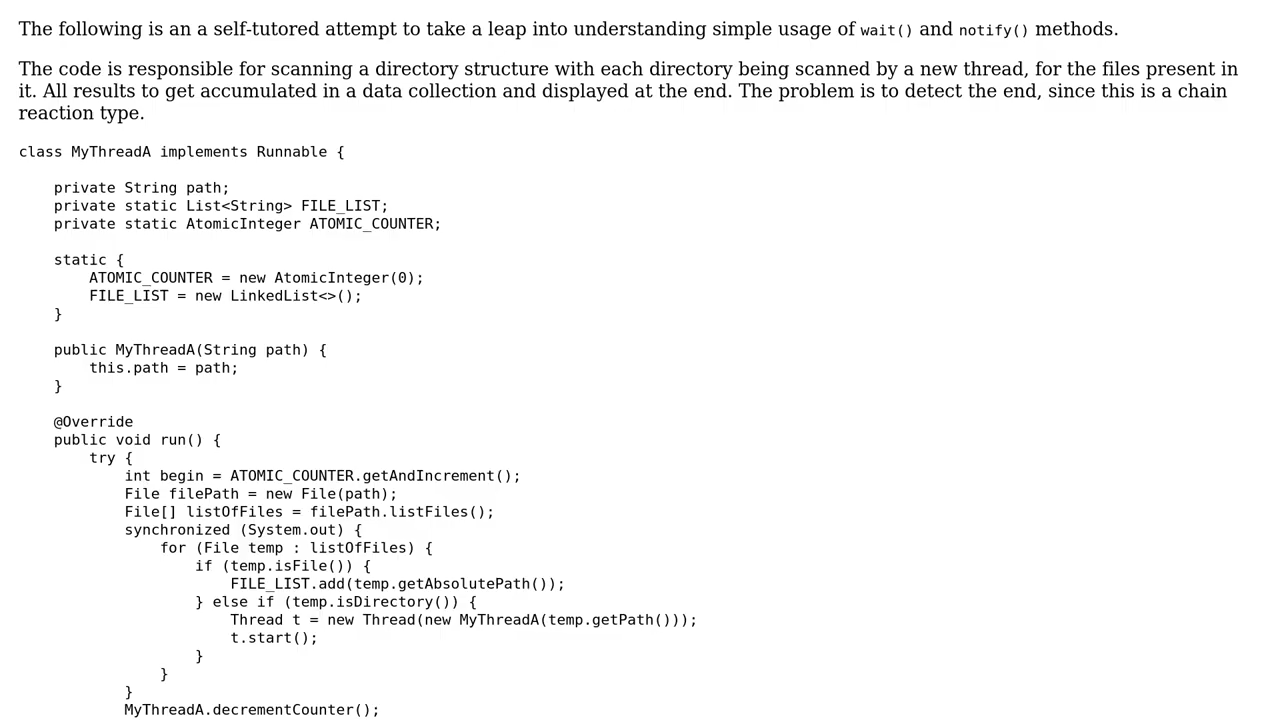 The following is an a self-tutored attempt to take a leap into understanding simple usage of wait() and notify() methods.
The code is responsible for scanning a directory structure with each directory being scanned by a new thread, for the files present in
it. All results to get accumulated in a data collection and displayed at the end. The problem is to detect the end, since this is a chain
reaction type.
class MyThreadA implements Runnable {
    private String path;
    private static List<String> FILE_LIST;
    private static AtomicInteger ATOMIC_COUNTER;
    static {
        ATOMIC_COUNTER = new AtomicInteger(0);
        FILE_LIST = new LinkedList<>();
    }
    public MyThreadA(String path) {
        this.path = path;
    }
    @Override
    public void run() {
        try {
            int begin = ATOMIC_COUNTER.getAndIncrement();
            File filePath = new File(path);
            File[] listOfFiles = filePath.listFiles();
            synchronized (System.out) {
                for (File temp : listOfFiles) {
                    if (temp.isFile()) {
                        FILE_LIST.add(temp.getAbsolutePath());
                    } else if (temp.isDirectory()) {
                        Thread t = new Thread(new MyThreadA(temp.getPath()));
                        t.start();
                    }
                }
            }
            MyThreadA.decrementCounter();